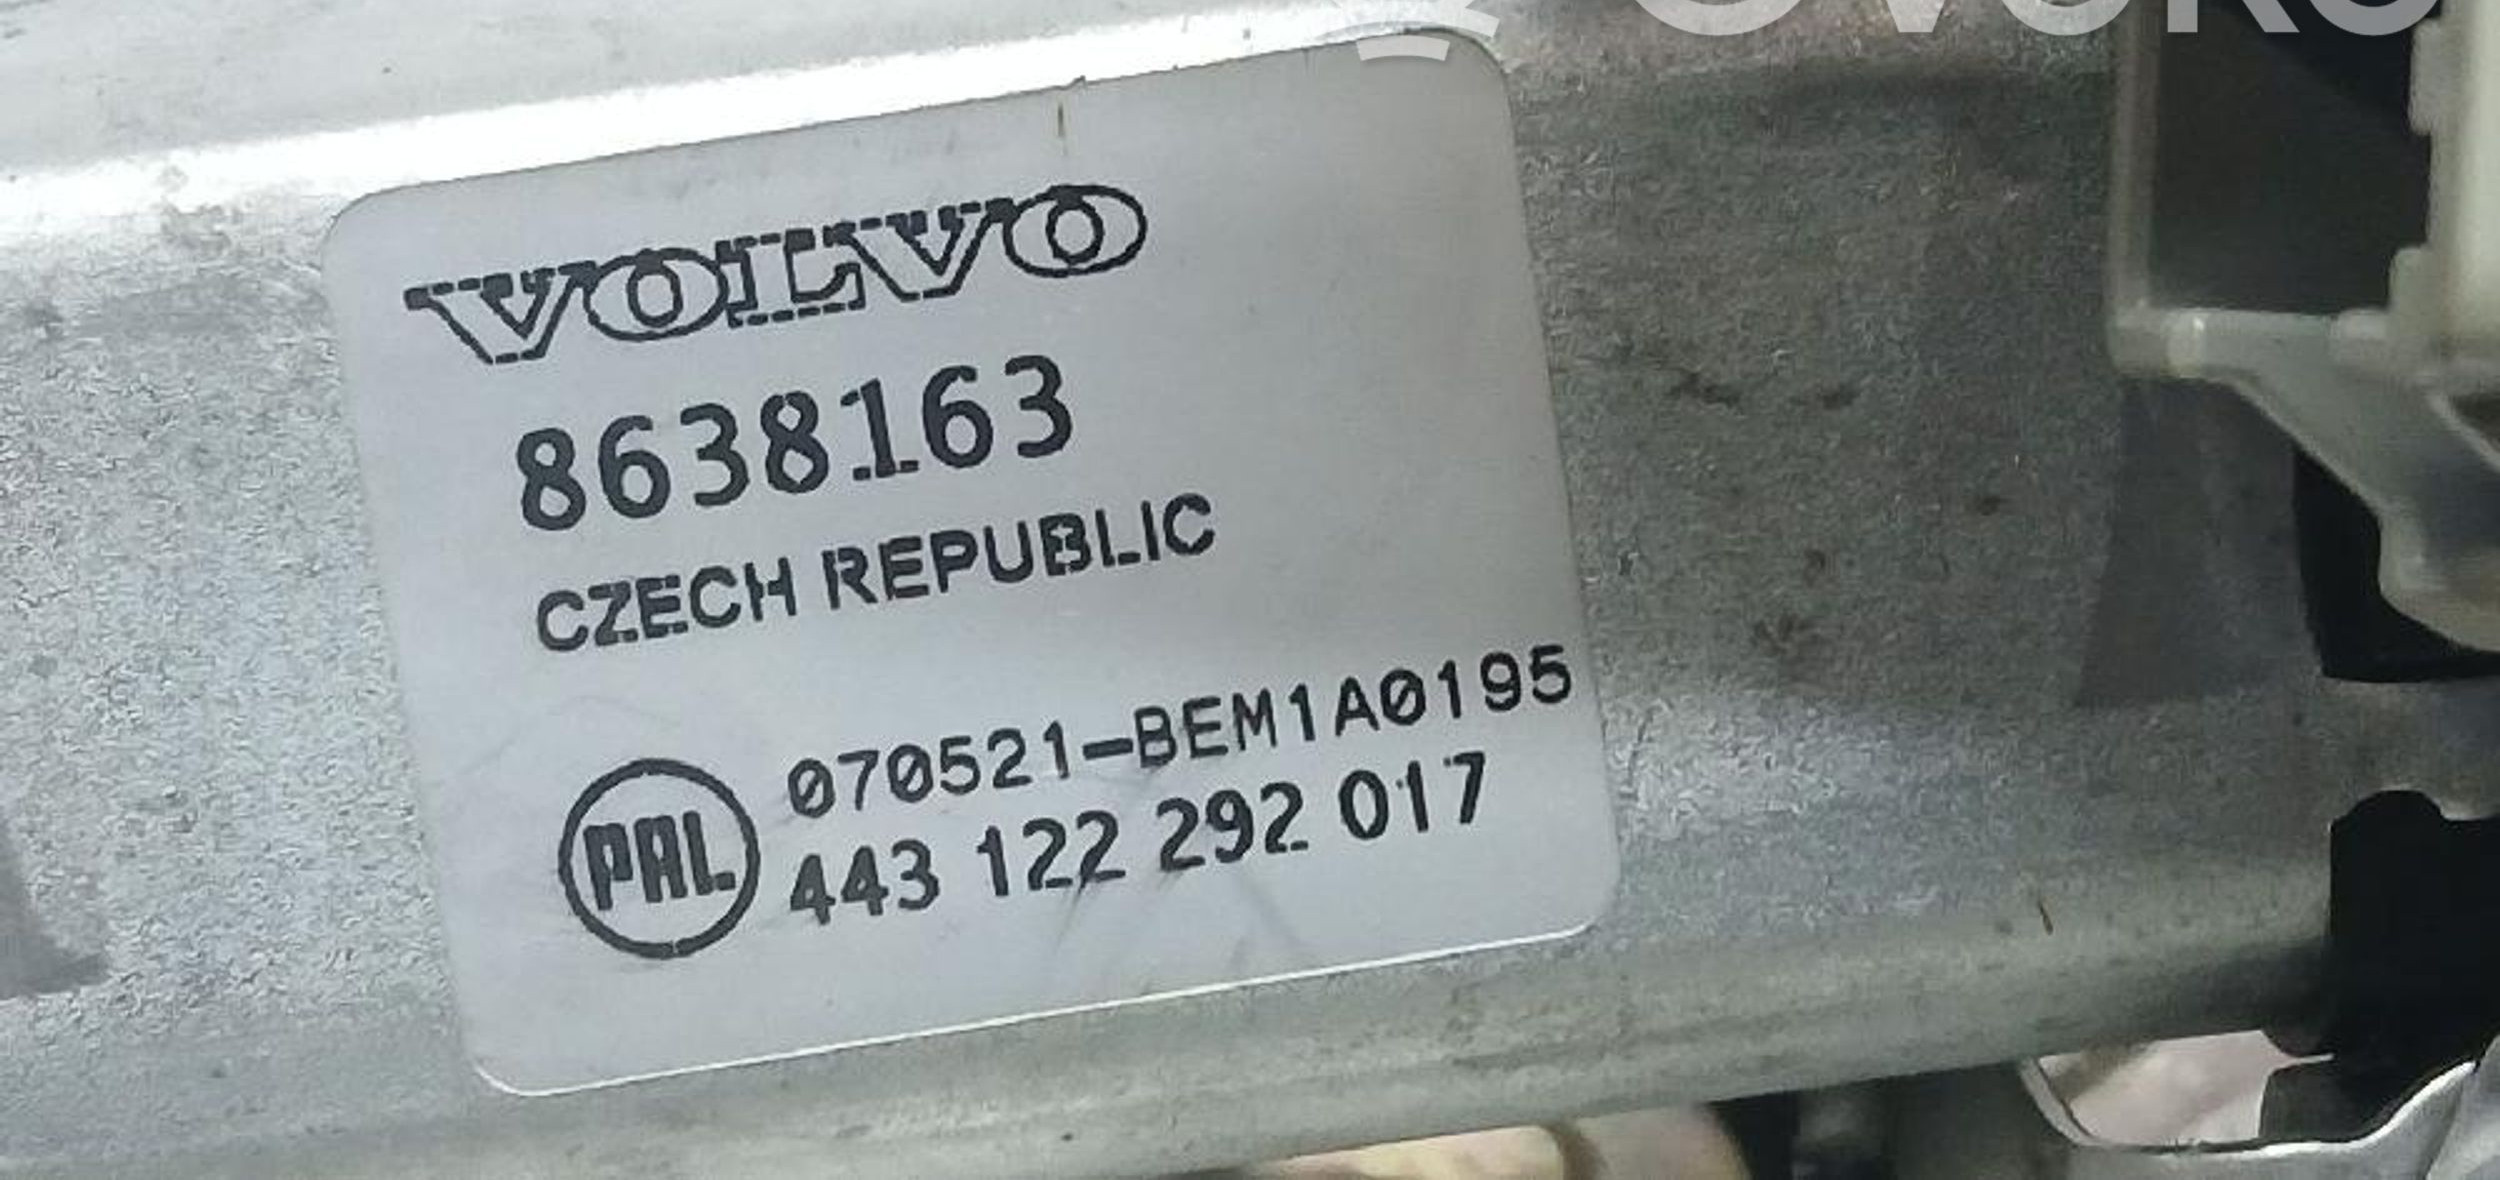 VOLVO
8638163
CZECH REPUBLIC
070521-BEM1A0195
PAL
443 122 292 017